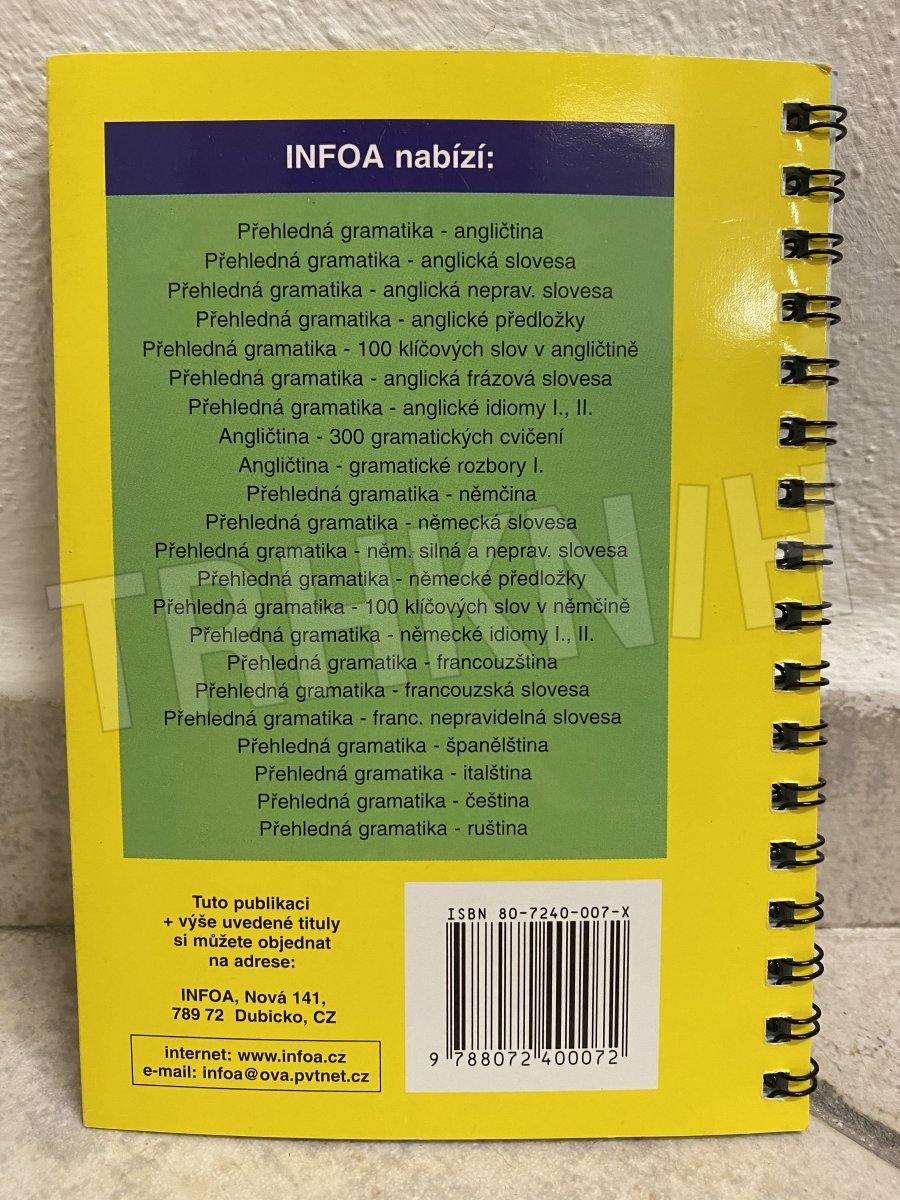 INFOA nabízí:
Přehledná gramatika - angličtina
Přehledná gramatika - anglická slovesa
Přehledná gramatika - anglická neprav. slovesa
Přehledná gramatika - anglické předložky
Přehledná gramatika - 100 klíčových slov v angličtině
Přehledná gramatika - anglická frázová slovesa
Přehledná gramatika - anglické idiomy I., II.
Angličtina - 300 gramatických cvičení
Angličtina - gramatické rozbory I.
Přehledná gramatika - němčina
Přehledná gramatika - německá slovesa
Přehledná gramatika - něm. silná a neprav. slovesa
Přehledná gramatika - německé předložky
Přehledná gramatika - 100 klíčových slov v němčině
Přehledná gramatika - německé idiomy I., II.
Přehledná gramatika - francouzština
Přehledná gramatika - francouzská slovesa
Přehledná gramatika - franc. nepravidelná slovesa
Přehledná gramatika - španělština
Přehledná gramatika - italština
Přehledná gramatika - čeština
Přehledná gramatika - ruština
TRHKNIH
Tuto publikaci
+ výše uvedené tituly
si můžete objednat
na adrese:
INFOA, Nová 141,
789 72 Dubicko, CZ
internet: www.infoa.cz
e-mail: infoa@ova.pvtnet.cz
ISBN 80-7240-007-X
9 788072 400072